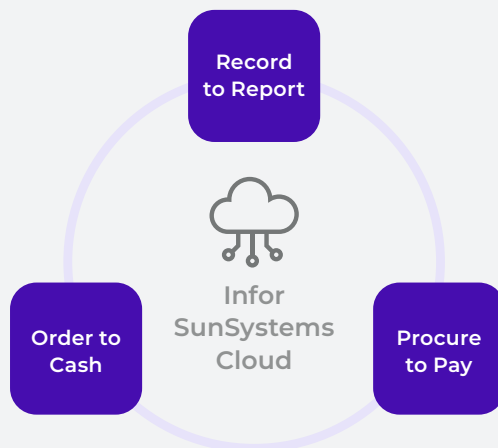 Record
to Report
Infor
SunSystems
Cloud
Order to
Cash
Procure
to Pay